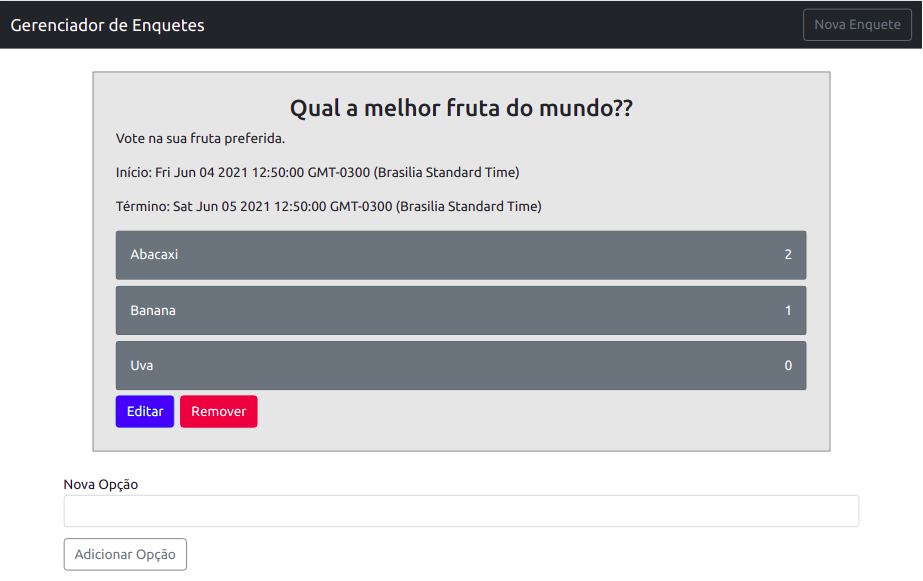 Gerenciador de Enquetes
Nova Enquete
Qual a melhor fruta do mundo??
Vote na sua fruta preferida.
Início: Fri Jun 04 2021 12:50:00 GMT-0300 (Brasilia Standard Time)
Término: Sat Jun 05 2021 12:50:00 GMT-0300 (Brasilia Standard Time)
Abacaxi 2
Banana 1
Uva 0
Editar Remover
Nova Opção
Adicionar Opção